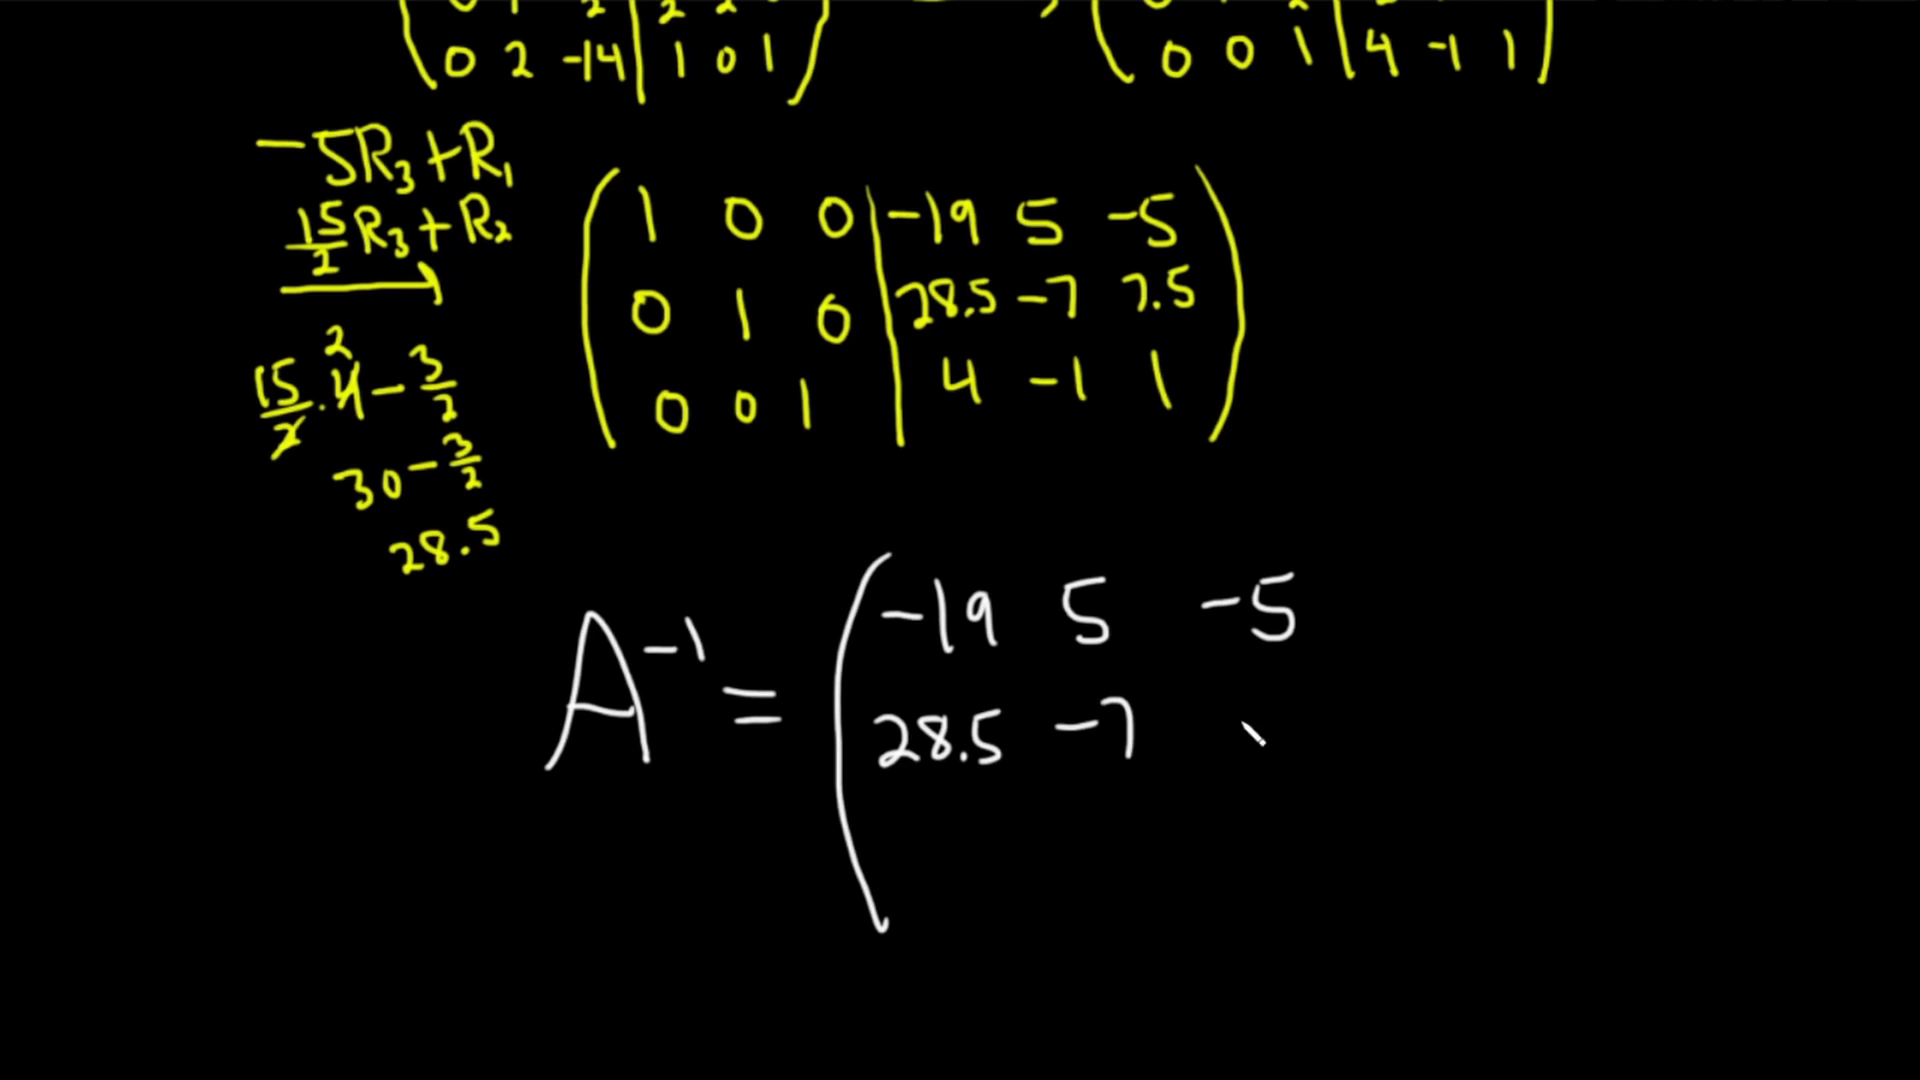 0 2 -14 | 1 0 1
0 0 1 | 4 -1 1
-5R₃+R₁
15/2 R₃+R₂
1 0 0 | -19 5 -5
0 1 0 | 28.5 -7 7.5
0 0 1 | 4 -1 1
15/2 · 4 - 3/2
2
30 - 3/2
28.5
A⁻¹ = ( -19 5 -5
28.5 -7